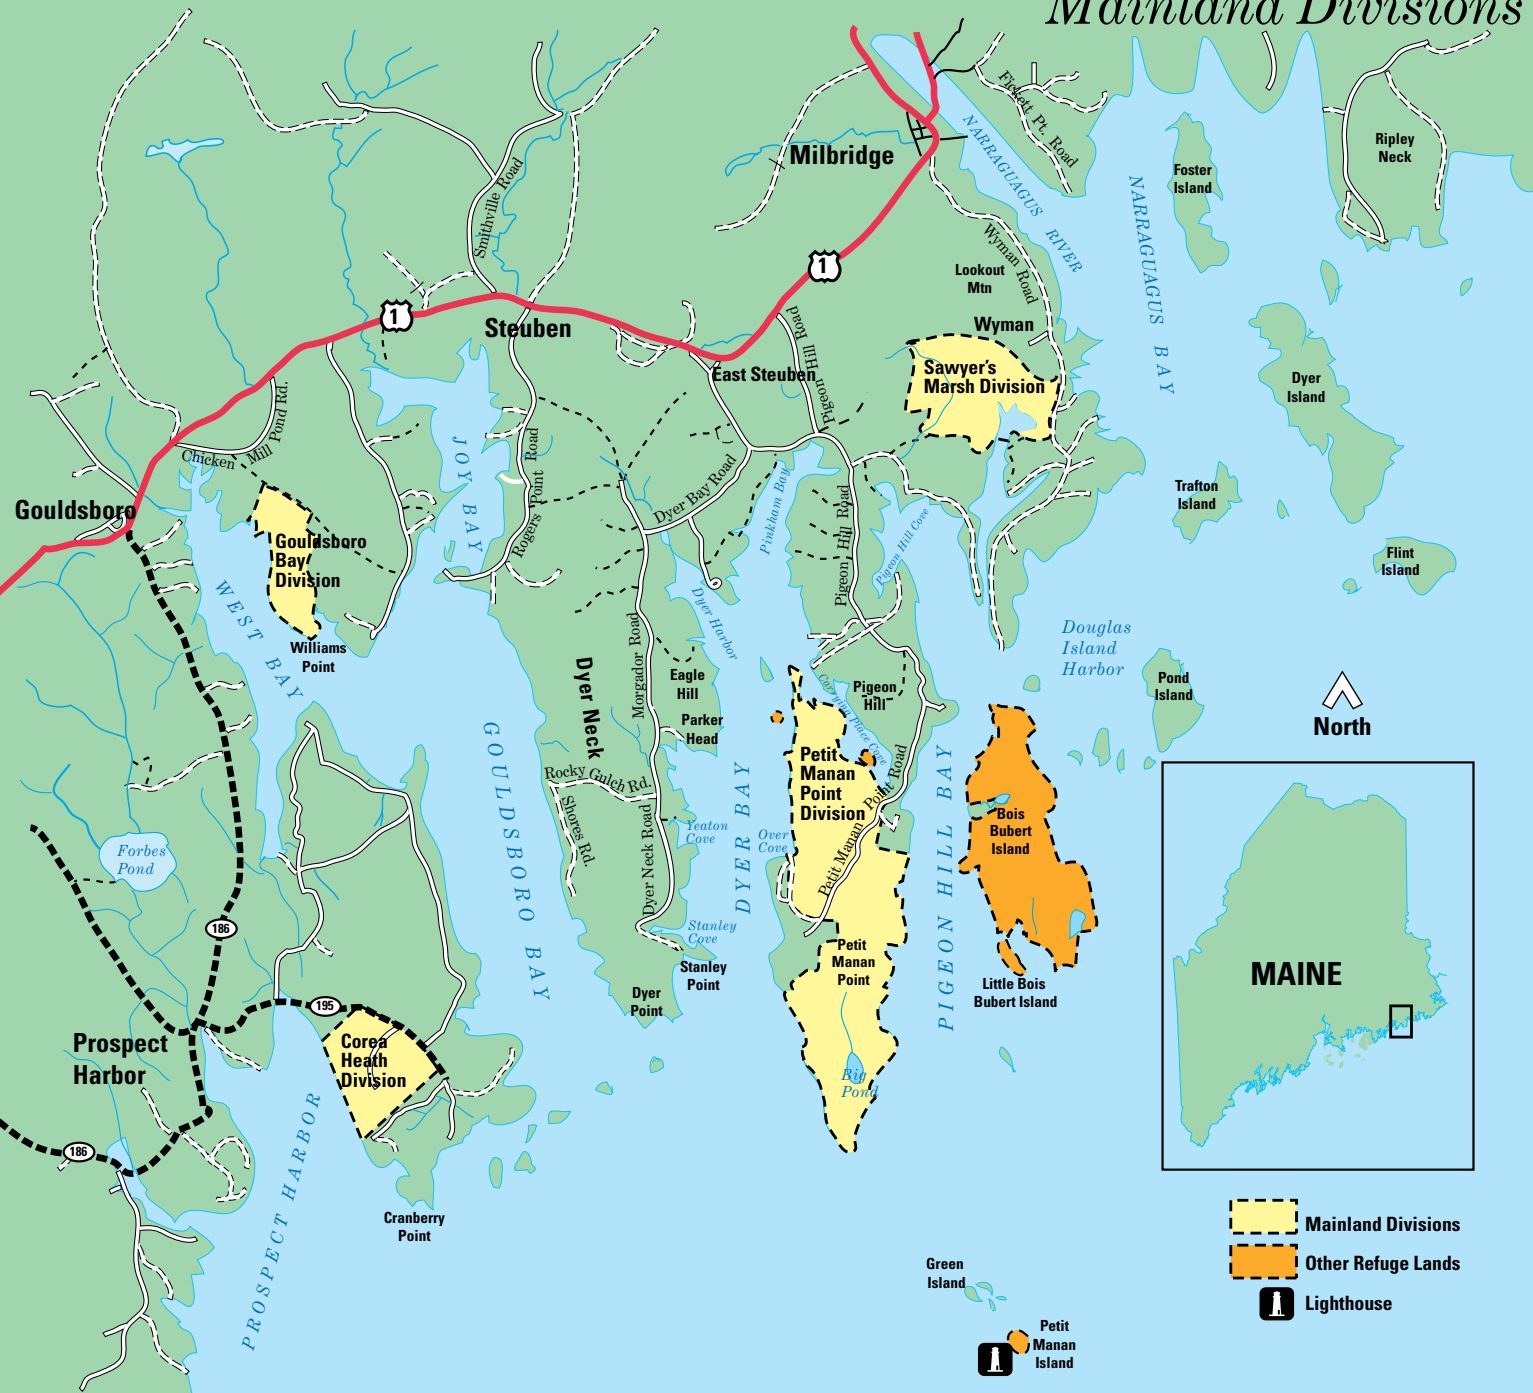 Mainland Divisions
Fickett Pt. Road
NARRAGUAGUS RIVER
Milbridge
Ripley
Neck
Foster
Island
NARRAGUAGUS BAY
Smithville Road
Wyman Road
Lookout
Mtn
1
1
Steuben
Wyman
Pigeon Hill Road
East Steuben
Sawyer's
Marsh Division
Dyer
Island
Chicken Mill Pond Rd.
JOY BAY
Rogers Point Road
Dyer Bay Road
Pinkham Bay
Pigeon Hill Road
Pigeon Hill Cove
Trafton
Island
Gouldsboro
Gouldsboro
Bay
Division
Flint
Island
WEST BAY
Williams
Point
Dyer Harbor
Douglas
Island
Harbor
Dyer Neck
Morgador Road
Eagle
Hill
Parker
Head
Carrying Place Cove
Pigeon
Hill
Pond
Island
North
GOULDSBORO BAY
Rocky Gulch Rd.
Shores Rd.
Dyer Neck Road
Yeaton
Cove
DYER BAY
Over
Cove
Petit
Manan
Point
Division
Petit Manan Point Road
PIGEON HILL BAY
Bois
Bubert
Island
Forbes
Pond
186
Stanley
Cove
Stanley
Point
Dyer
Point
Petit
Manan
Point
Little Bois
Bubert Island
MAINE
195
Prospect
Harbor
Corea
Heath
Division
Big
Pond
186
PROSPECT HARBOR
Cranberry
Point
Mainland Divisions
Other Refuge Lands
Lighthouse
Green
Island
Petit
Manan
Island